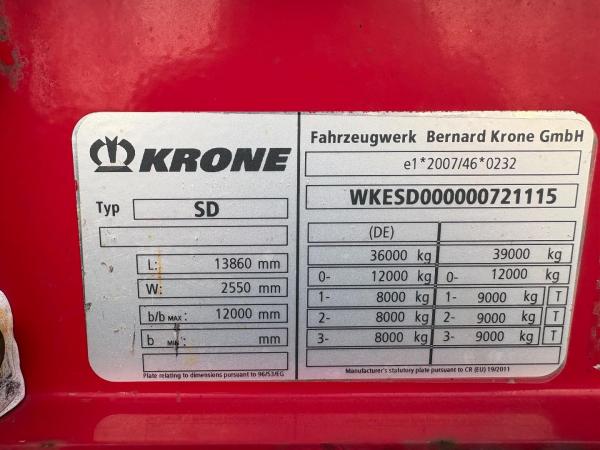 KRONE
Typ SD
L: 13860 mm
W: 2550 mm
b/b MAX: 12000 mm
b MIN: mm
Plate relating to dimensions pursuant to 96/53/EG
Fahrzeugwerk Bernard Krone GmbH
e1*2007/46*0232
WKESD000000721115
(DE)
36000 kg 39000 kg
0- 12000 kg 0- 12000 kg
1- 8000 kg 1- 9000 kg T
2- 8000 kg 2- 9000 kg T
3- 8000 kg 3- 9000 kg T
Manufacturer's statutory plate pursuant to CR (EU) 19/2011